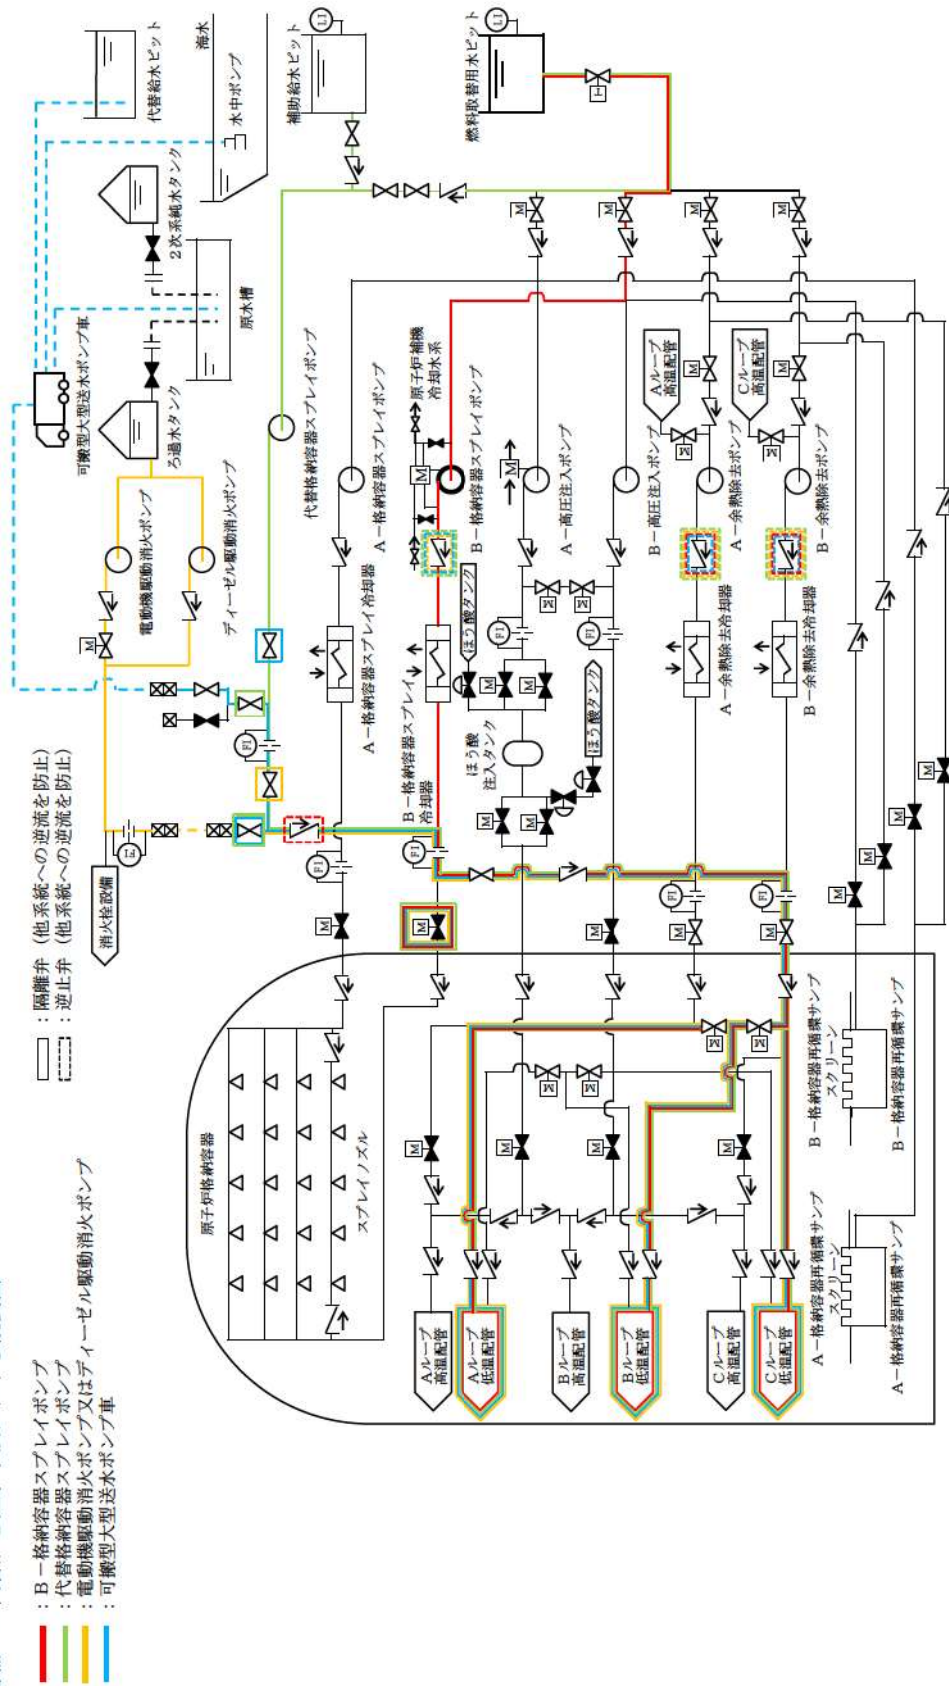 ：B－格納容器スプレイポンプ
：代替格納容器スプレイポンプ
：電動機駆動消火ポンプ又はディーゼル駆動消火ポンプ
：可搬型大型送水ポンプ車
：隔離弁（他系統への逆流を防止）
：逆止弁（他系統への逆流を防止）
可搬型大型送水ポンプ車
代替給水ピット
海水
水中ポンプ
2次系純水タンク
ろ過水タンク
原水槽
補助給水ピット
LI
燃料取替用水ピット
LI
電動機駆動消火ポンプ
ディーゼル駆動消火ポンプ
消火栓設備
FI
FI
M
代替格納容器スプレイポンプ
A－格納容器スプレイポンプ
原子炉補機
冷却水系
B－格納容器スプレイポンプ
A－高圧注入ポンプ
B－高圧注入ポンプ
Aループ
高温配管
Cループ
高温配管
A－余熱除去ポンプ
B－余熱除去ポンプ
A－格納容器スプレイ冷却器
B－格納容器スプレイ
冷却器
ほう酸タンク
ほう酸
注入タンク
ほう酸タンク
A－余熱除去冷却器
B－余熱除去冷却器
原子炉格納容器
スプレイノズル
Aループ
高温配管
Aループ
低温配管
Bループ
高温配管
Bループ
低温配管
Cループ
高温配管
Cループ
低温配管
B－格納容器再循環サンプ
スクリーン
B－格納容器再循環サンプ
A－格納容器再循環サンプ
スクリーン
A－格納容器再循環サンプ